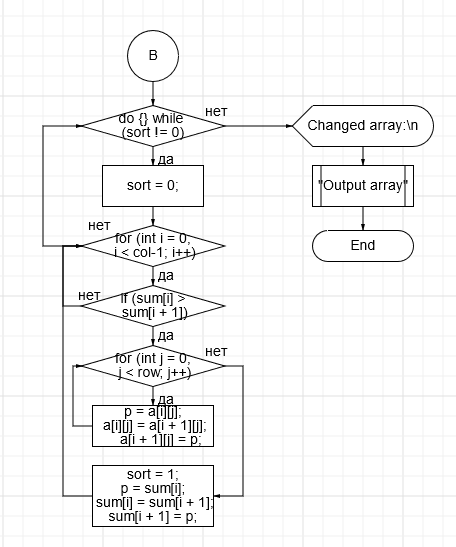 B
do {} while
(sort != 0)
нет
Changed array:\n
да
sort = 0;
"Output array"
нет
for (int i = 0,
i < col-1; i++)
End
да
нет
if (sum[i] >
sum[i + 1])
да
for (int j = 0,
j < row; j++)
нет
да
p = a[i][j];
a[i][j] = a[i + 1][j];
a[i + 1][j] = p;
sort = 1;
p = sum[i];
sum[i] = sum[i + 1];
sum[i + 1] = p;